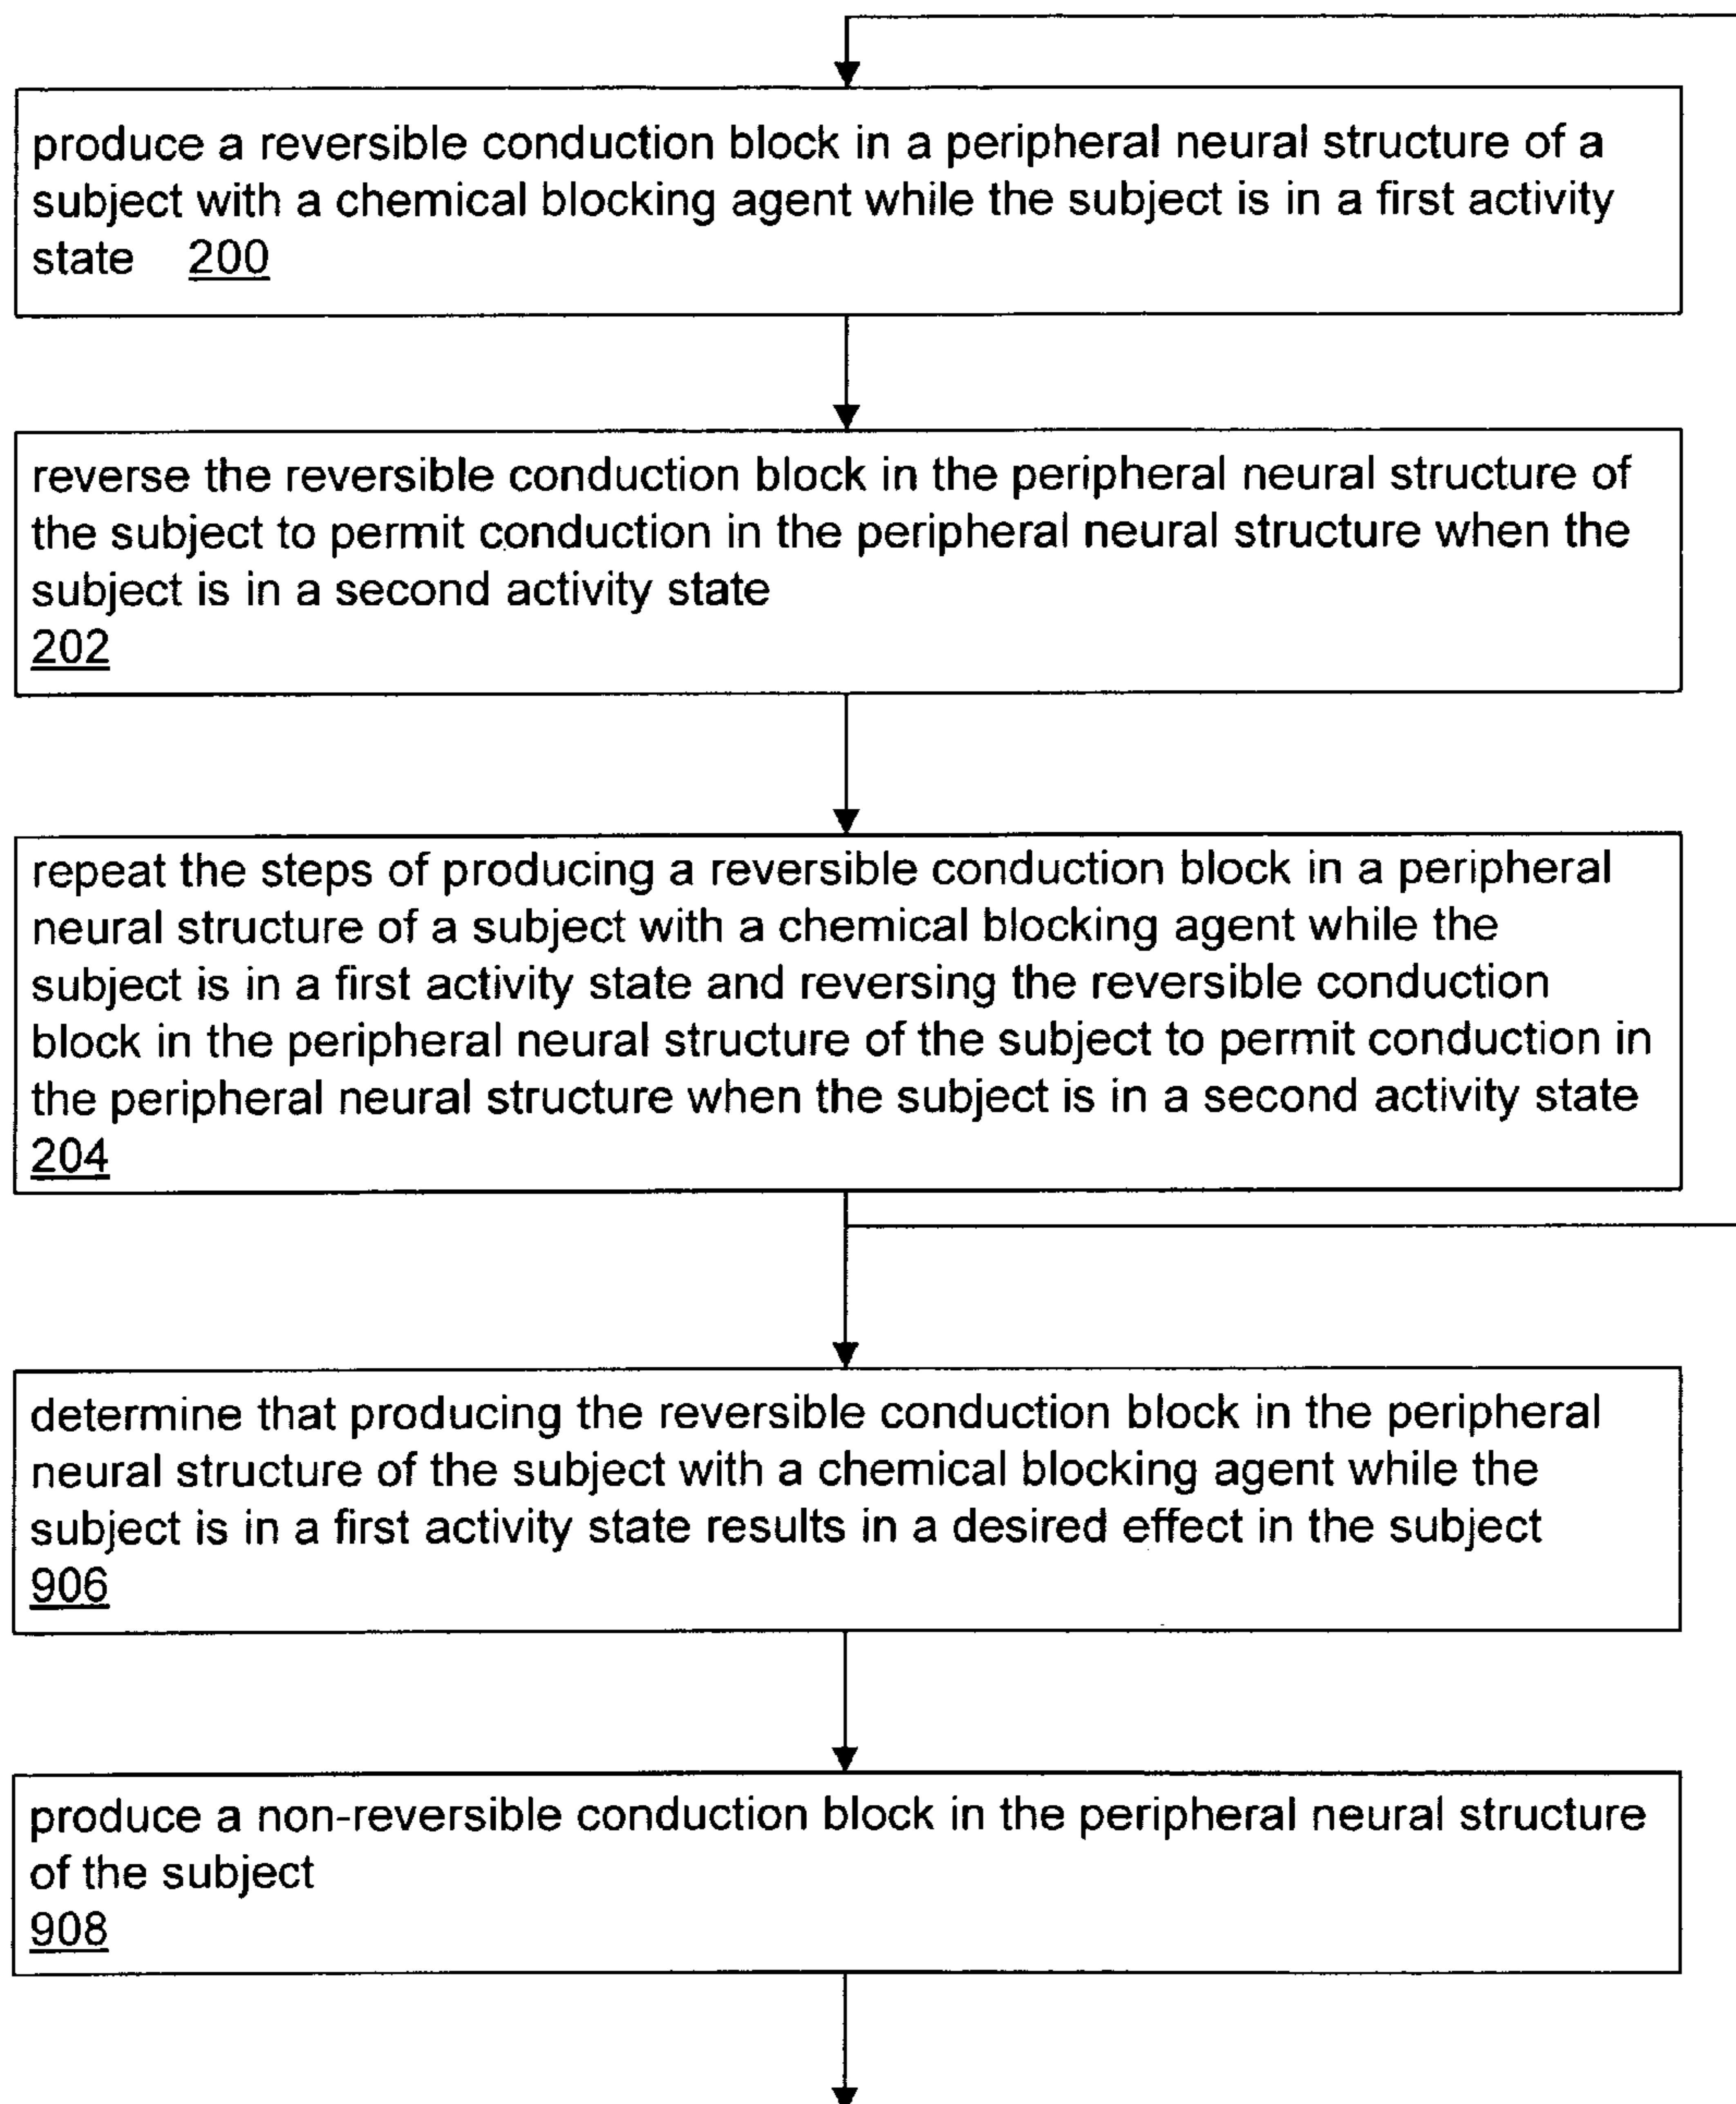 produce a reversible conduction block in a peripheral neural structure of a
subject with a chemical blocking agent while the subject is in a first activity
state 200
reverse the reversible conduction block in the peripheral neural structure of
the subject to permit conduction in the peripheral neural structure when the
subject is in a second activity state
202
repeat the steps of producing a reversible conduction block in a peripheral
neural structure of a subject with a chemical blocking agent while the
subject is in a first activity state and reversing the reversible conduction
block in the peripheral neural structure of the subject to permit conduction in
the peripheral neural structure when the subject is in a second activity state
204
determine that producing the reversible conduction block in the peripheral
neural structure of the subject with a chemical blocking agent while the
subject is in a first activity state results in a desired effect in the subject
906
produce a non-reversible conduction block in the peripheral neural structure
of the subject
908